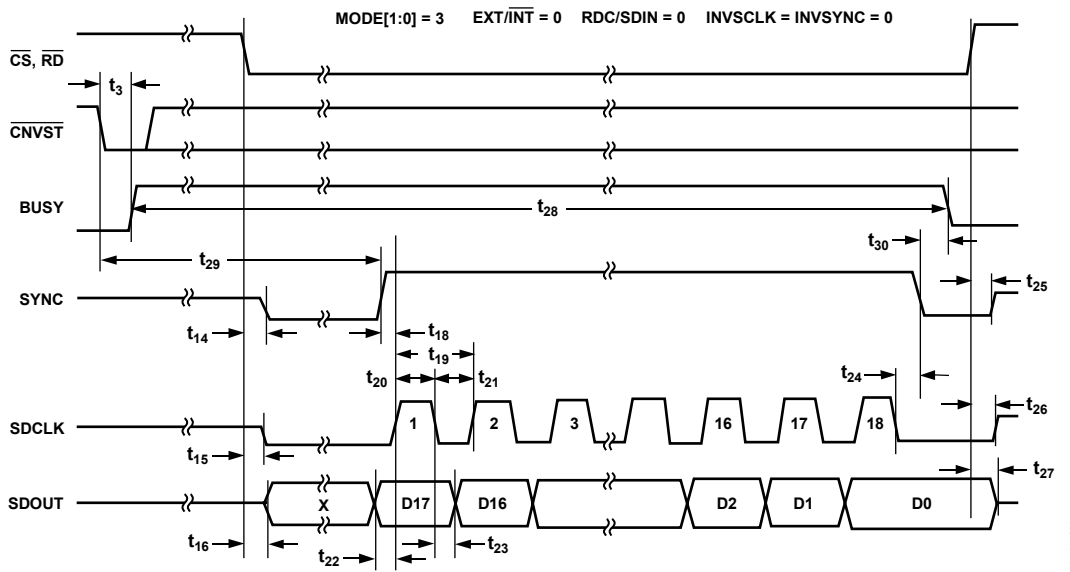 MODE[1:0] = 3 EXT/INT = 0 RDC/SDIN = 0 INVSCLK = INVSYNC = 0
CS, RD
t3
CNVST
BUSY
t28
t30
t29
t25
SYNC
t14
t18
t19
t20
t21
t24
t26
SDCLK
1 2 3 16 17 18
t15
t27
SDOUT
X D17 D16 D2 D1 D0
t16
t22
t23